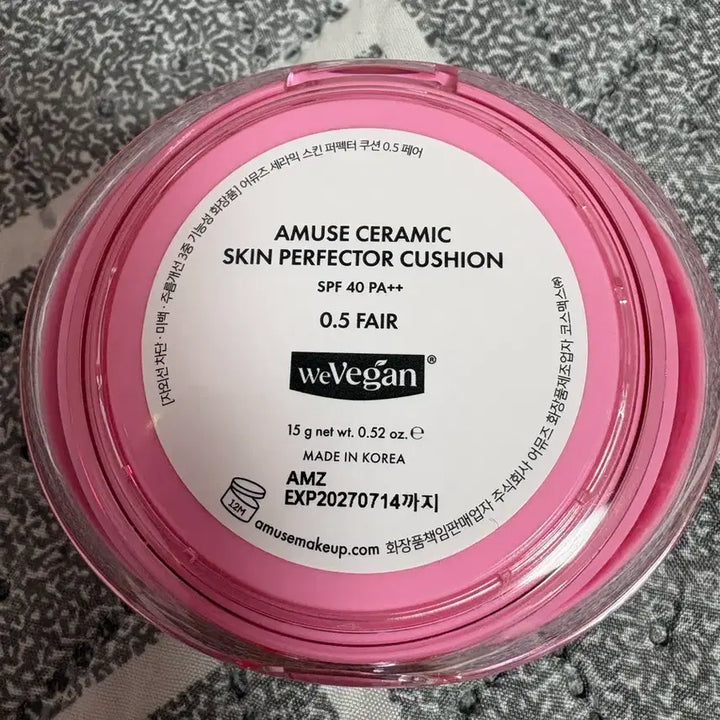 [자외선 차단 · 미백 · 주름개선 3중 기능성 화장품] 어뮤즈 세라믹 스킨 퍼펙터 쿠션 0.5 페어
AMUSE CERAMIC
SKIN PERFECTOR CUSHION
SPF 40 PA++
0.5 FAIR
weVegan®
15 g net wt. 0.52 oz. ℮
MADE IN KOREA
AMZ
EXP20270714까지
12M
amusemakeup.com 화장품책임판매업자 주식회사 어뮤즈 화장품제조업자 코스맥스㈜